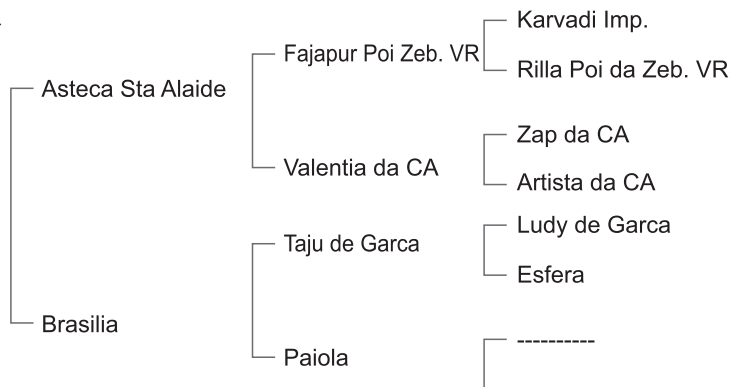 Karvadi Imp.
Fajapur Poi Zeb. VR
Rilla Poi da Zeb. VR
Asteca Sta Alaide
Zap da CA
Valentia da CA
Artista da CA
Ludy de Garca
Taju de Garca
Esfera
Brasilia
----------
Paiola